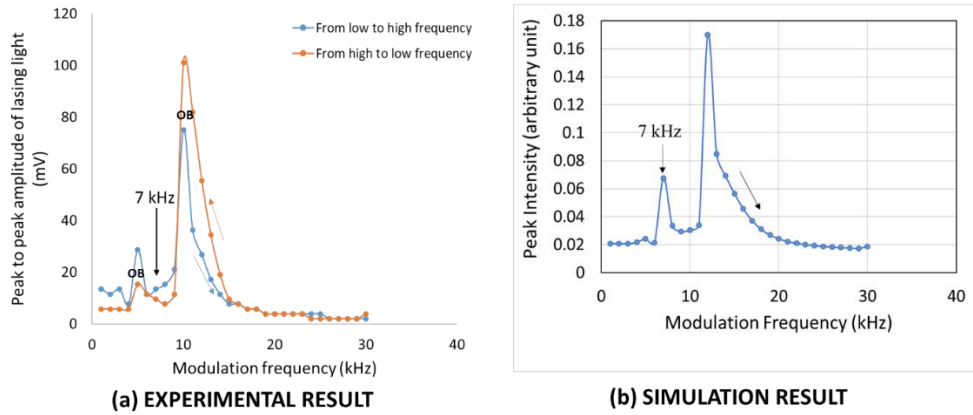 Peak to peak amplitude of lasing light
(mV)
120
100
80
60
40
20
0
From low to high frequency
From high to low frequency
OB
7 kHz
OB
0
10
20
30
40
Modulation frequency (kHz)
(a) EXPERIMENTAL RESULT
Peak Intensity (arbitrary unit)
0.18
0.16
0.14
0.12
0.1
0.08
0.06
0.04
0.02
0
7 kHz
0
10
20
30
40
Modulation Frequency (kHz)
(b) SIMULATION RESULT